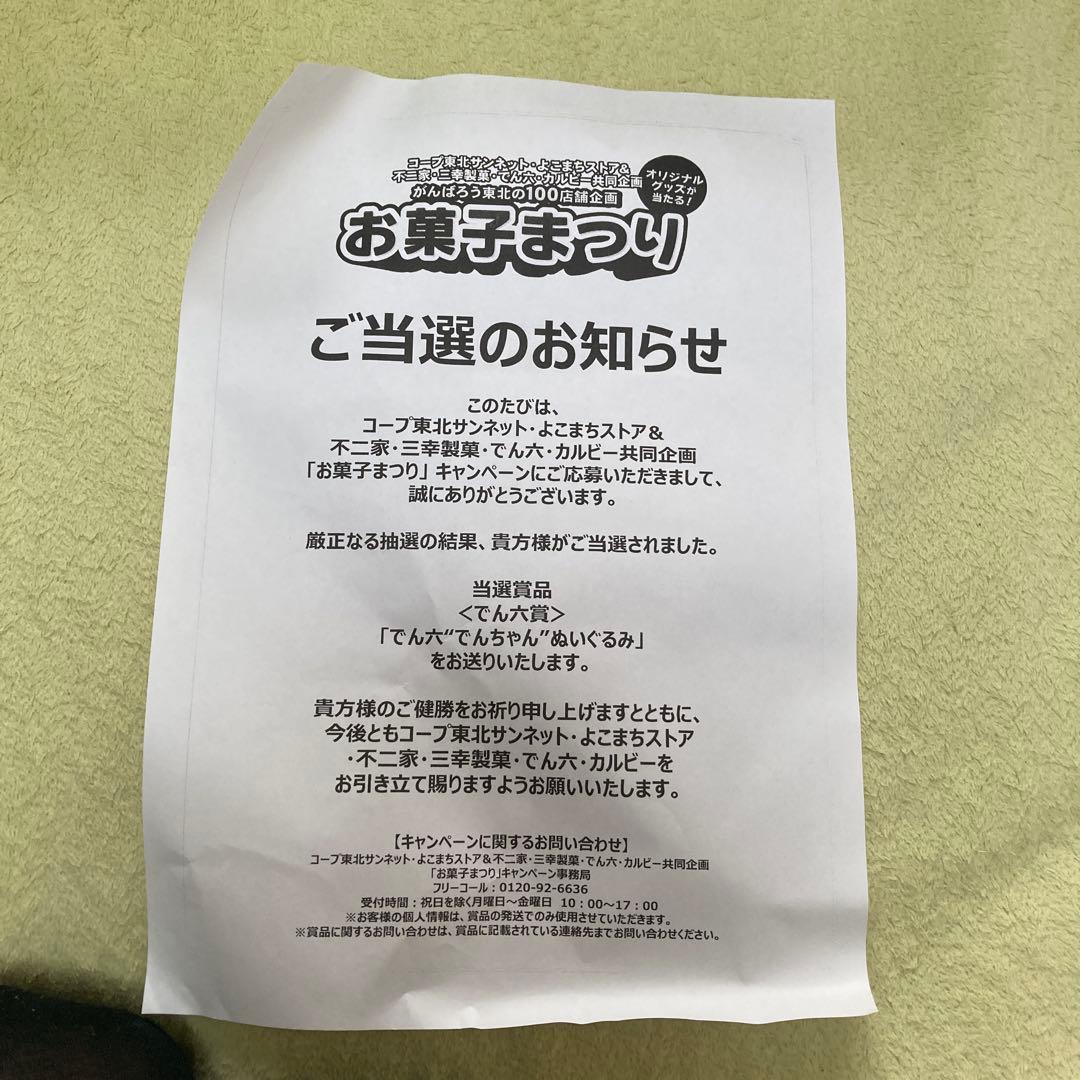 コープ東北サンネット・よこまちストア&
不二家・三幸製菓・でん六・カルビー共同企画
がんばろう東北の100店舗企画
オリジナル
グッズが
当たる!
お菓子まつり
ご当選のお知らせ
このたびは、
コープ東北サンネット・よこまちストア&
不二家・三幸製菓・でん六・カルビー共同企画
「お菓子まつり」キャンペーンにご応募いただきまして、
誠にありがとうございます。
厳正なる抽選の結果、貴方様がご当選されました。
当選賞品
<でん六賞>
「でん六“でんちゃん”ぬいぐるみ」
をお送りいたします。
貴方様のご健勝をお祈り申し上げますとともに、
今後ともコープ東北サンネット・よこまちストア
・不二家・三幸製菓・でん六・カルビーを
お引き立て賜りますようお願いいたします。
【キャンペーンに関するお問い合わせ】
コープ東北サンネット・よこまちストア&不二家・三幸製菓・でん六・カルビー共同企画
「お菓子まつり」キャンペーン事務局
フリーコール:0120-92-6636
受付時間:祝日を除く月曜日~金曜日 10:00~17:00
※お客様の個人情報は、賞品の発送でのみ使用させていただきます。
※賞品に関するお問い合わせは、賞品に記載されている連絡先までお問い合わせください。